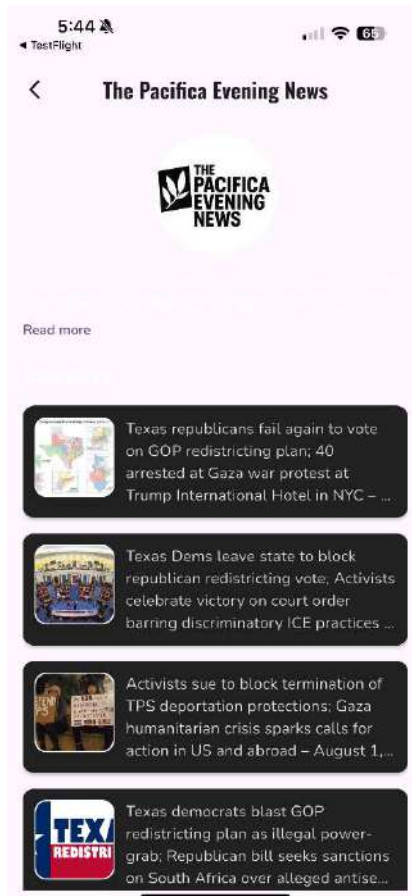 5:44
65
◀ TestFlight
The Pacifica Evening News
THE
PACIFICA
EVENING
NEWS
Read more
Texas republicans fail again to vote
on GOP redistricting plan; 40
arrested at Gaza war protest at
Trump International Hotel in NYC – ...
Texas Dems leave state to block
republican redistricting vote, Activists
celebrate victory on court order
barring discriminatory ICE practices ...
Activists sue to block termination of
TPS deportation protections; Gaza
humanitarian crisis sparks calls for
action in US and abroad – August 1,...
TEXA
REDISTRI
Texas democrats blast GOP
redistricting plan as illegal power-
grab; Republican bill seeks sanctions
on South Africa over alleged antise...